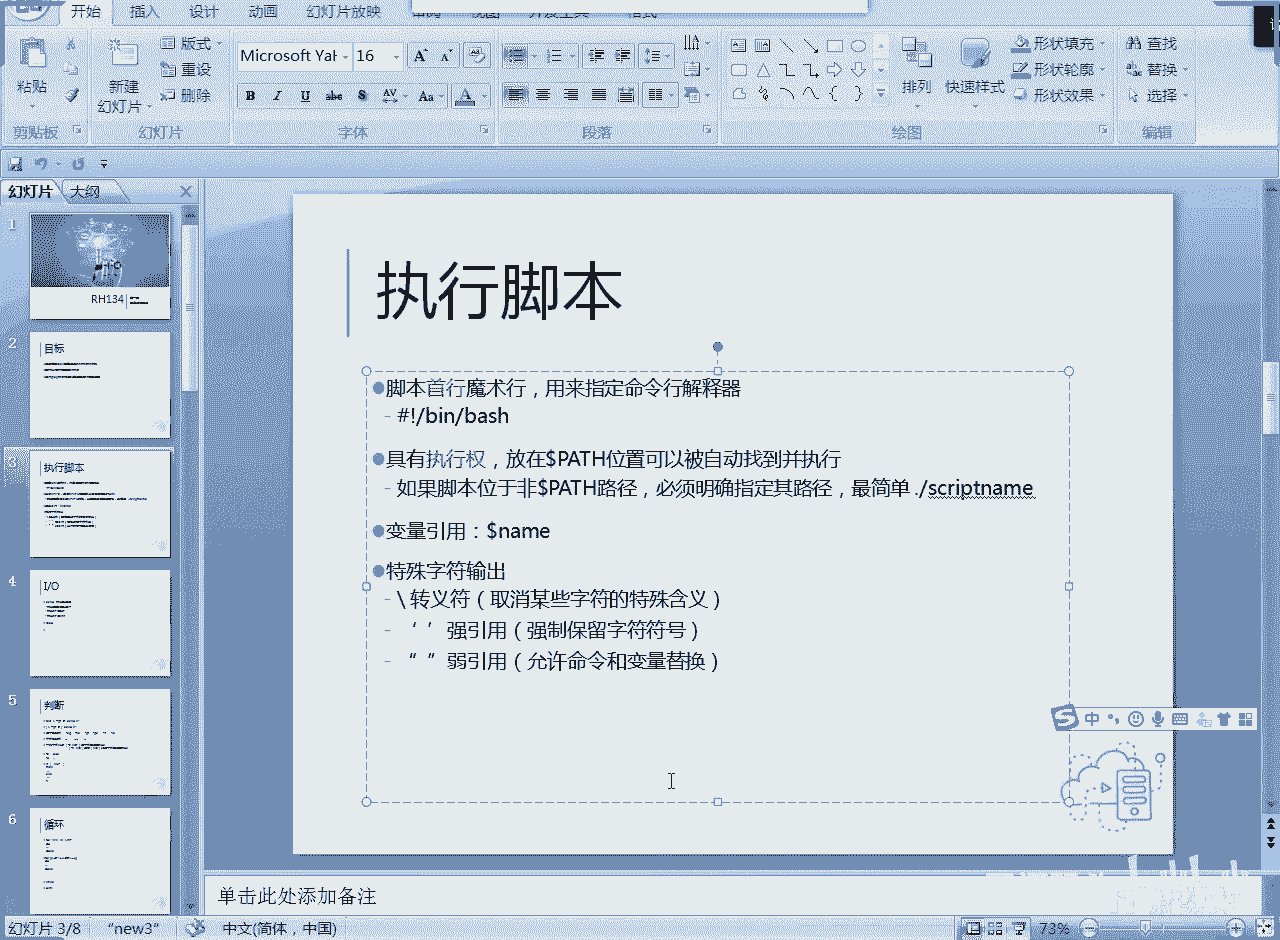 开始 插入 设计 动画 幻灯片放映 审阅 视图 开发工具 格式
粘贴
新建
幻灯片
版式
重设
删除
Microsoft Yah 16
B I U abc S AV Aa A
形状填充
形状轮廓
形状效果
排列 快速样式
查找
替换
选择
剪贴板 幻灯片 字体 段落 绘图 编辑
幻灯片 大纲
1
RH134
2
目标
3
执行脚本
4
I/O
5
判断
6
循环
执行脚本
脚本首行魔术行，用来指定命令行解释器
- #!/bin/bash
具有执行权，放在$PATH位置可以被自动找到并执行
- 如果脚本位于非$PATH路径，必须明确指定其路径，最简单 ./scriptname
变量引用：$name
特殊字符输出
- \ 转义符（取消某些字符的特殊含义）
- ‘ ’ 强引用（强制保留字符符号）
- “ ” 弱引用（允许命令和变量替换）
中
单击此处添加备注
幻灯片 3/8 "new3" 中文(简体，中国) 73%